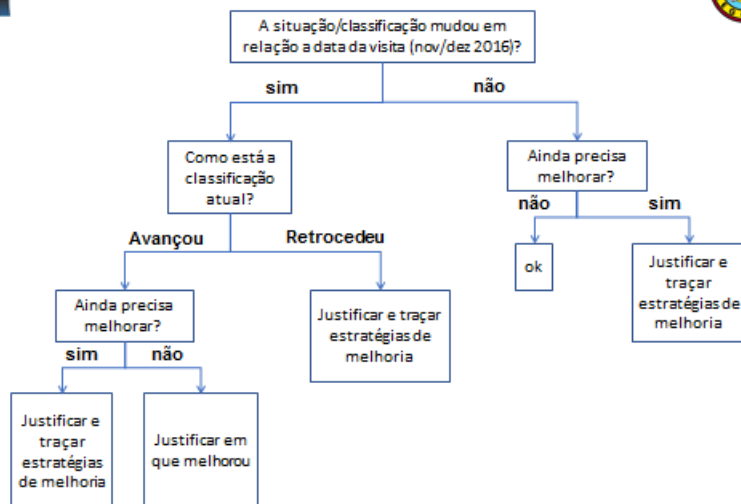 A situação/classificação mudou em
relação a data da visita (nov/dez 2016)?
sim
não
Como está a
classificação
atual?
Ainda precisa
melhorar?
não
sim
Avançou
Retrocedeu
ok
Justificar e
traçar
estratégias de
melhoria
Ainda precisa
melhorar?
Justificar e traçar
estratégias de
melhoria
sim
não
Justificar e
traçar
estratégias
de melhoria
Justificar em
que melhorou